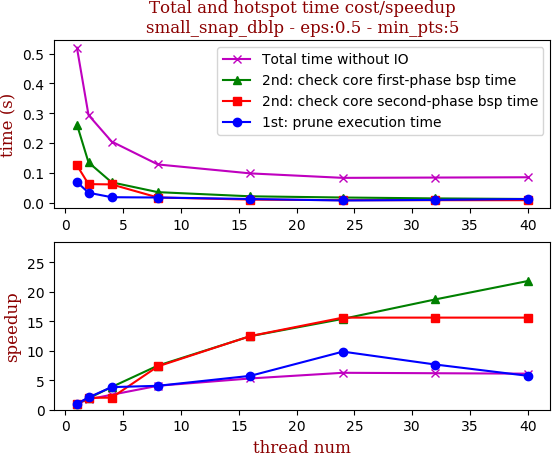 Total and hotspot time cost/speedup
small_snap_dblp - eps:0.5 - min_pts:5
time (s)
0.5
0.4
0.3
0.2
0.1
0.0
Total time without IO
2nd: check core first-phase bsp time
2nd: check core second-phase bsp time
1st: prune execution time
0 5 10 15 20 25 30 35 40
speedup
25
20
15
10
5
0
0 5 10 15 20 25 30 35 40
thread num